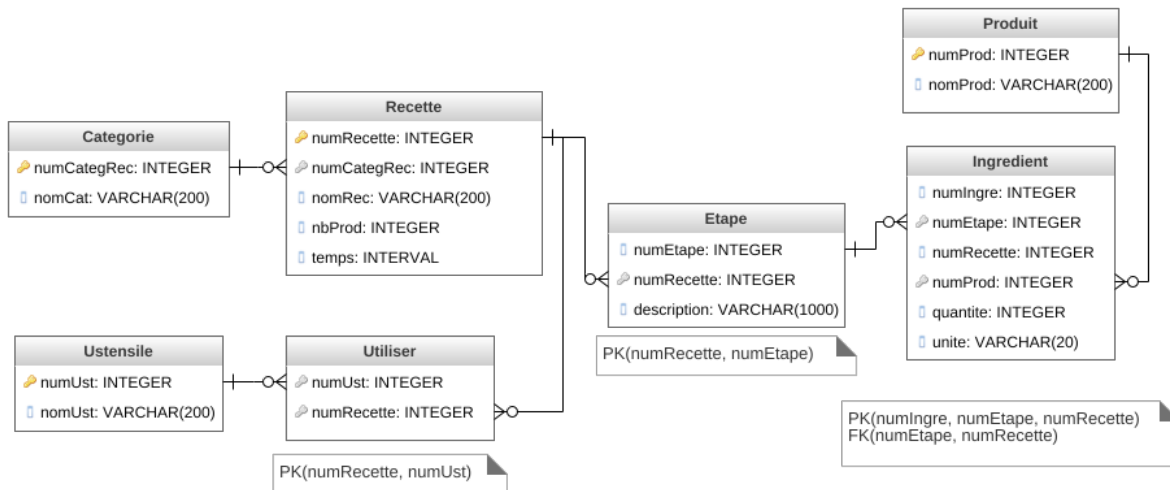 Produit
numProd: INTEGER
nomProd: VARCHAR(200)
Recette
numRecette: INTEGER
numCategRec: INTEGER
nomRec: VARCHAR(200)
nbProd: INTEGER
temps: INTERVAL
Categorie
numCategRec: INTEGER
nomCat: VARCHAR(200)
Ingredient
numIngre: INTEGER
numEtape: INTEGER
numRecette: INTEGER
numProd: INTEGER
quantite: INTEGER
unite: VARCHAR(20)
Etape
numEtape: INTEGER
numRecette: INTEGER
description: VARCHAR(1000)
PK(numRecette, numEtape)
Ustensile
numUst: INTEGER
nomUst: VARCHAR(200)
Utiliser
numUst: INTEGER
numRecette: INTEGER
PK(numRecette, numUst)
PK(numIngre, numEtape, numRecette)
FK(numEtape, numRecette)